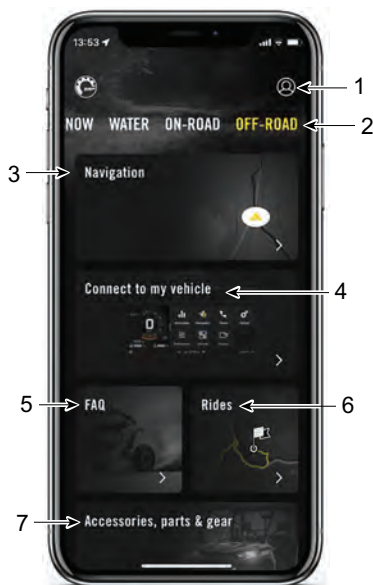 13:53
1
NOW WATER ON-ROAD OFF-ROAD
2
3
Navigation
Connect to my vehicle
4
0
5
FAQ
Rides
6
7
Accessories, parts & gear